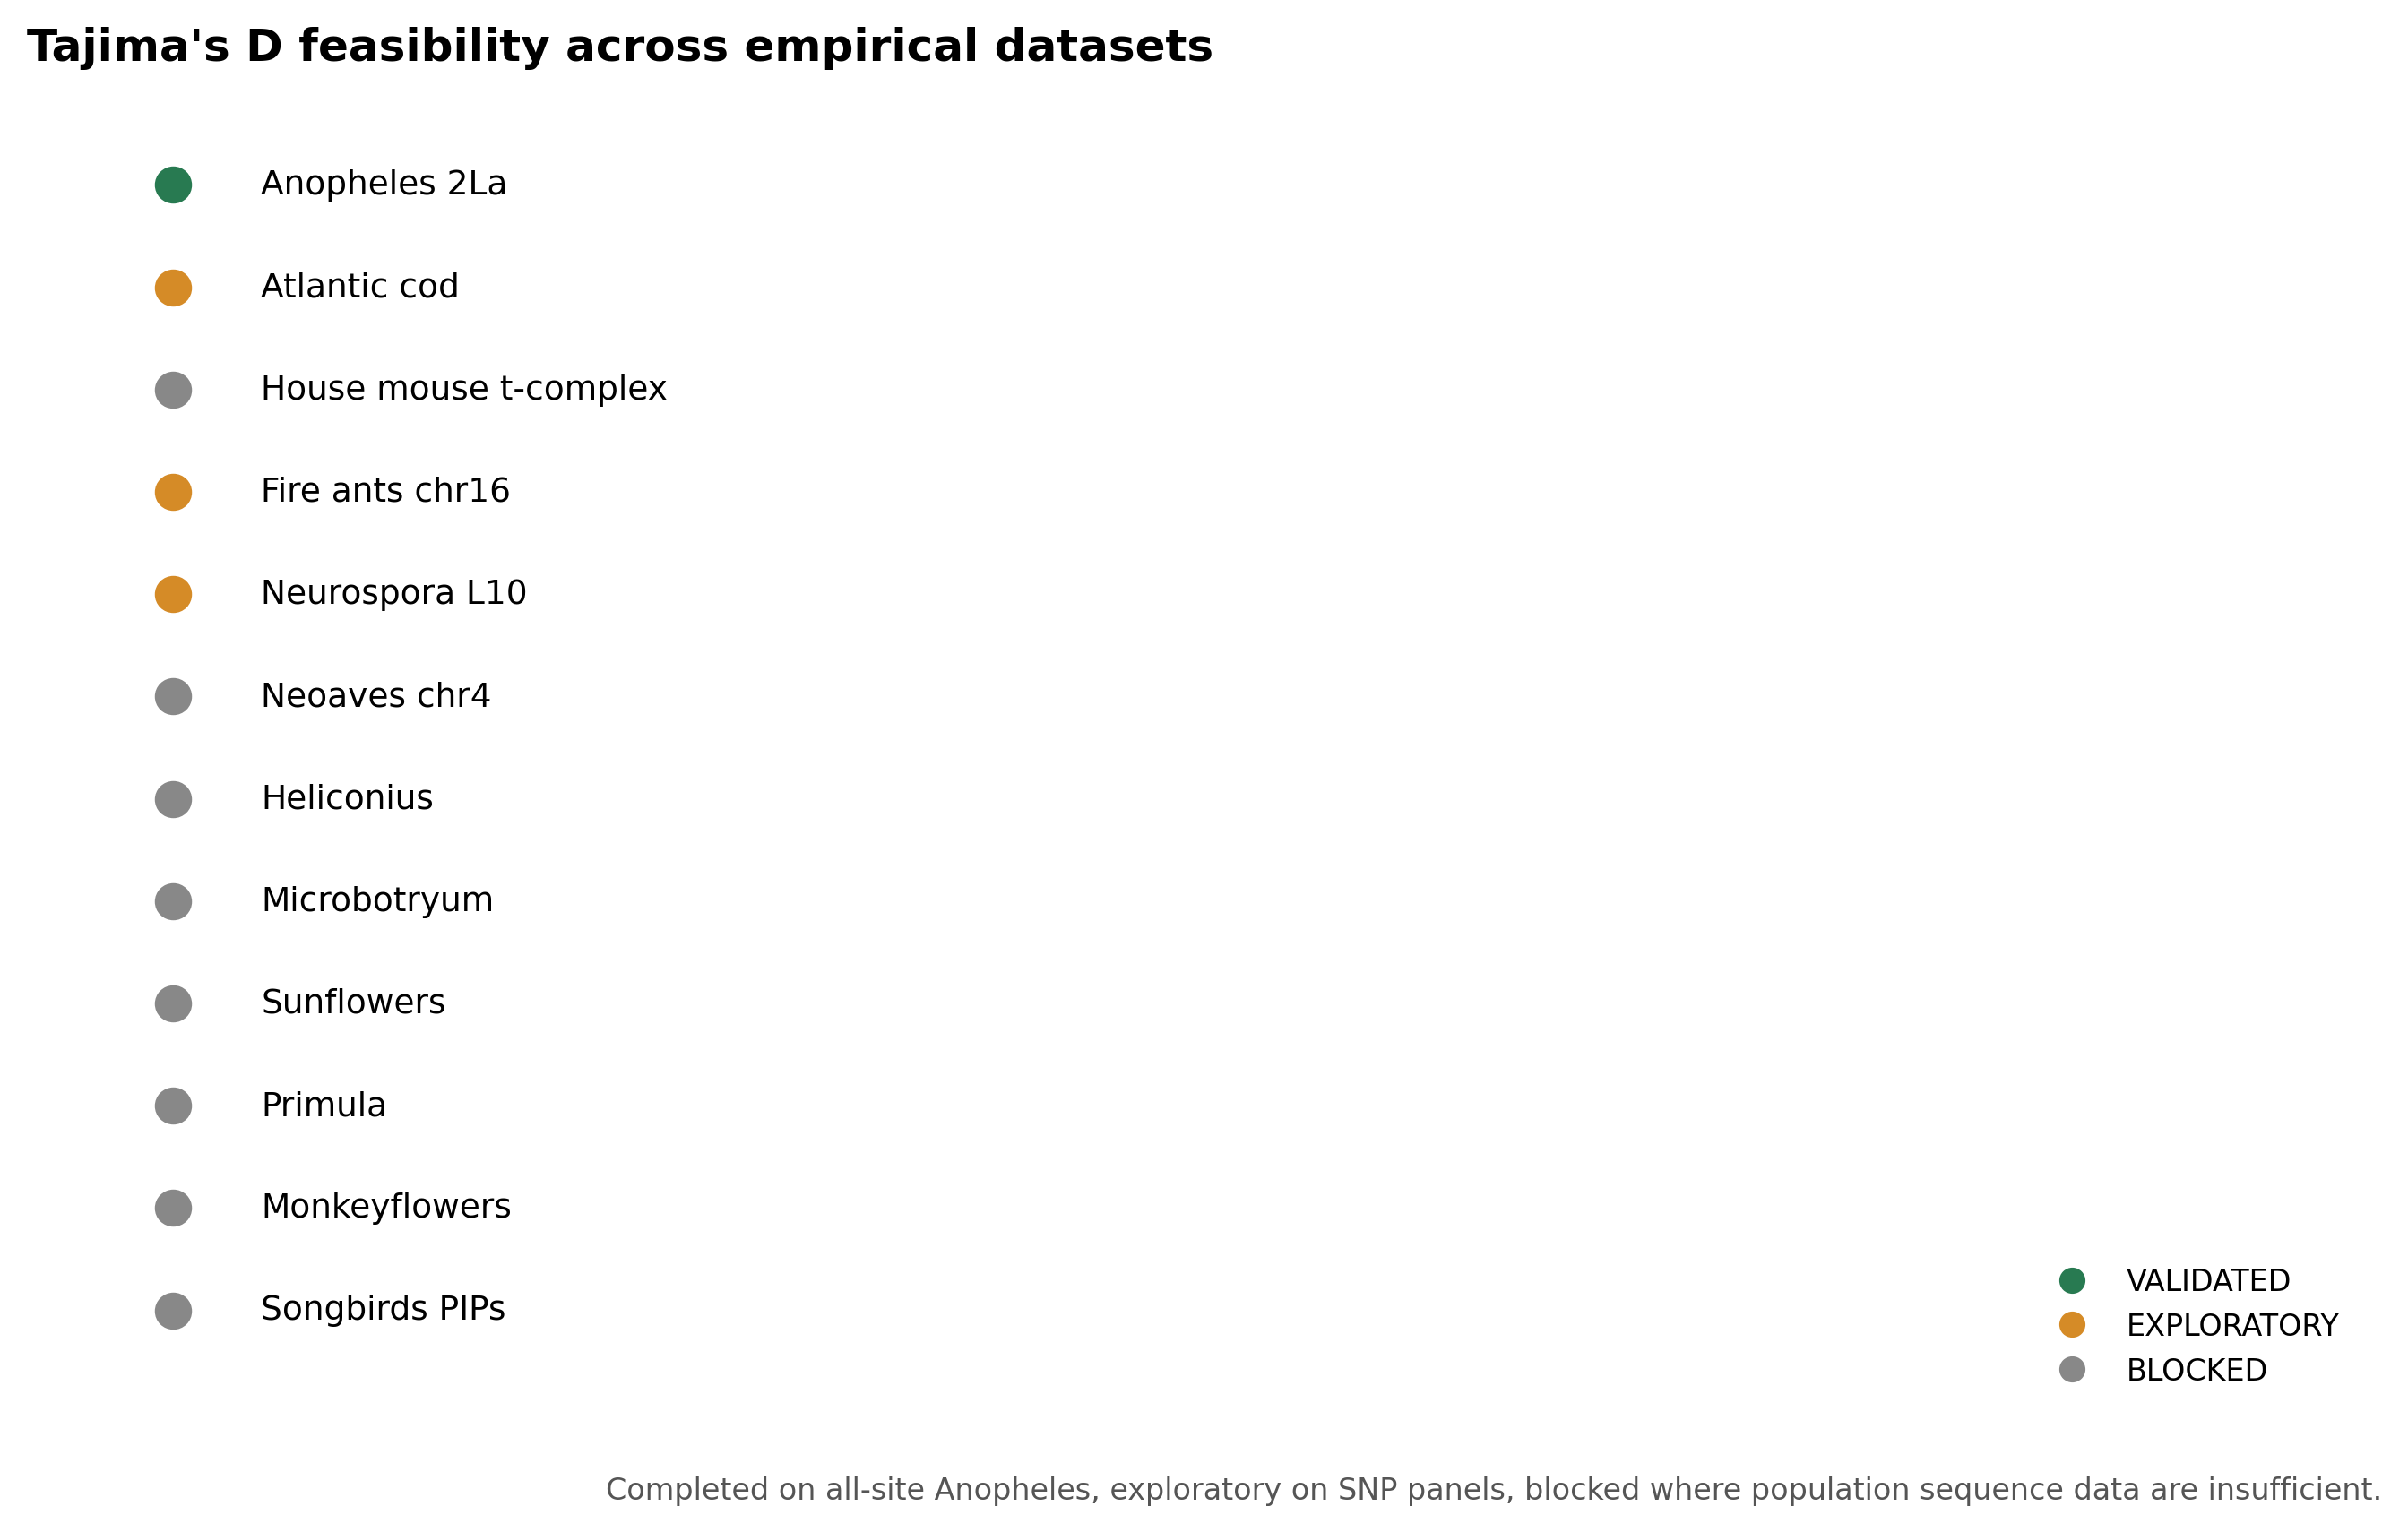 Tajima's D feasibility across empirical datasets
Anopheles 2La
Atlantic cod
House mouse t-complex
Fire ants chr16
Neurospora L10
Neoaves chr4
Heliconius
Microbotryum
Sunflowers
Primula
Monkeyflowers
Songbirds PIPs
VALIDATED
EXPLORATORY
BLOCKED
Completed on all-site Anopheles, exploratory on SNP panels, blocked where population sequence data are insufficient.